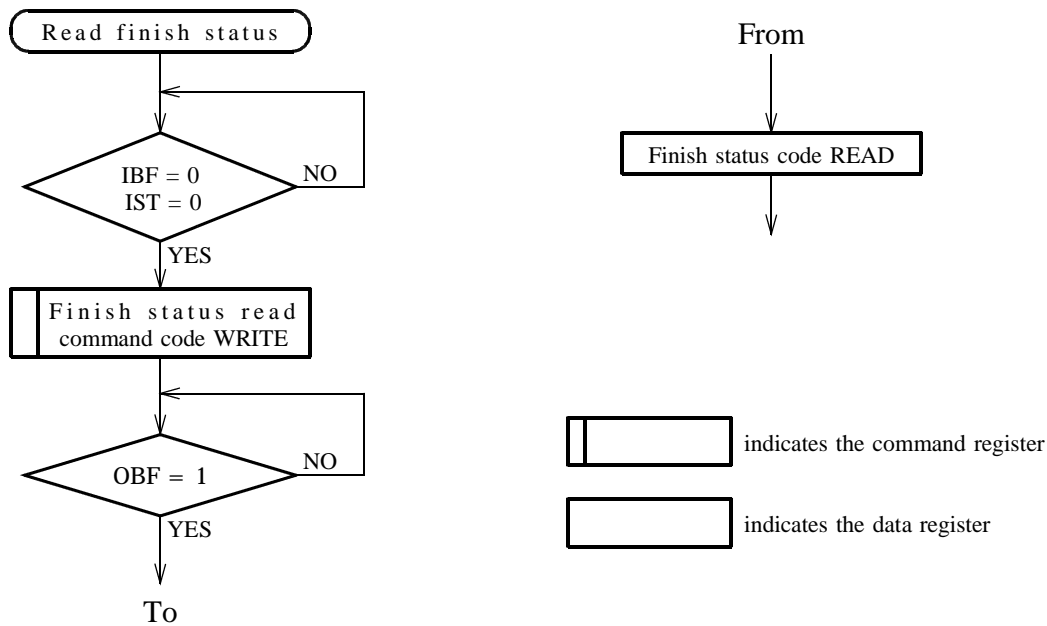 Read finish status
IBF = 0
IST = 0
NO
YES
Finish status read
command code WRITE
OBF = 1
NO
YES
To
From
Finish status code READ
indicates the command register
indicates the data register